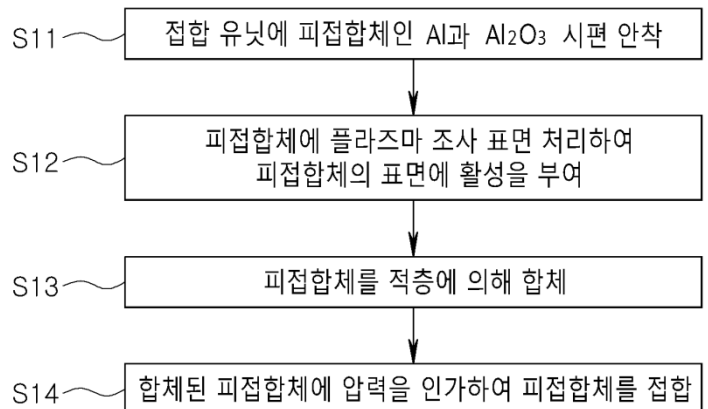 S11 접합 유닛에 피접합체인 Al과 Al2O3 시편 안착
S12 피접합체에 플라즈마 조사 표면 처리하여
피접합체의 표면에 활성을 부여
S13 피접합체를 적층에 의해 합체
S14 합체된 피접합체에 압력을 인가하여 피접합체를 접합